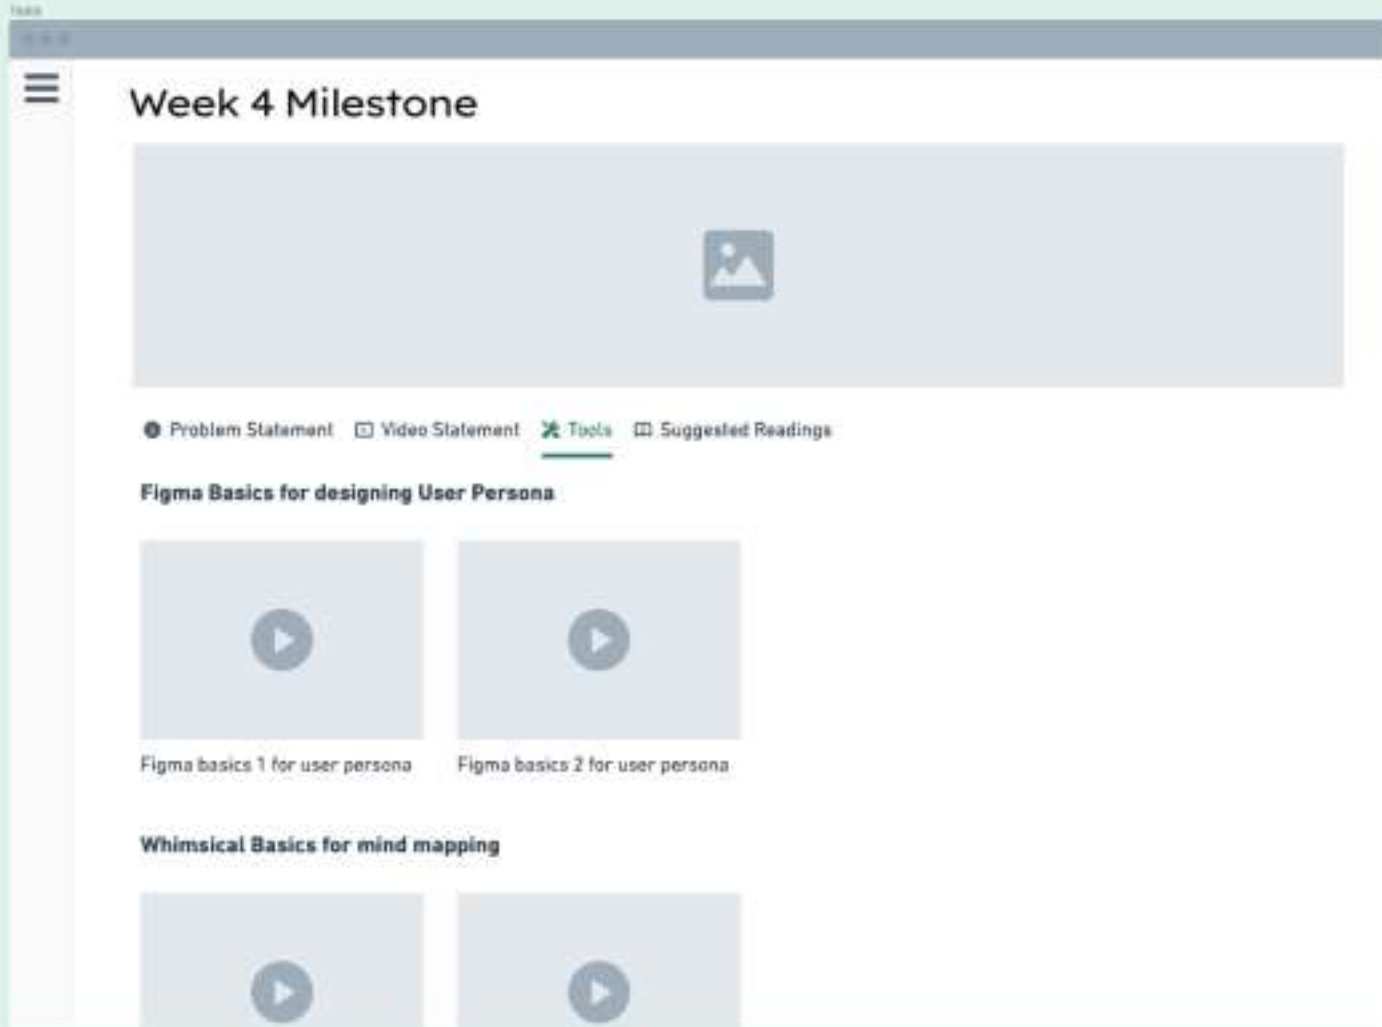 Week 4 Milestone
Problem Statement Video Statement Tools Suggested Readings
Figma Basics for designing User Persona
Figma basics 1 for user persona Figma basics 2 for user persona
Whimsical Basics for mind mapping